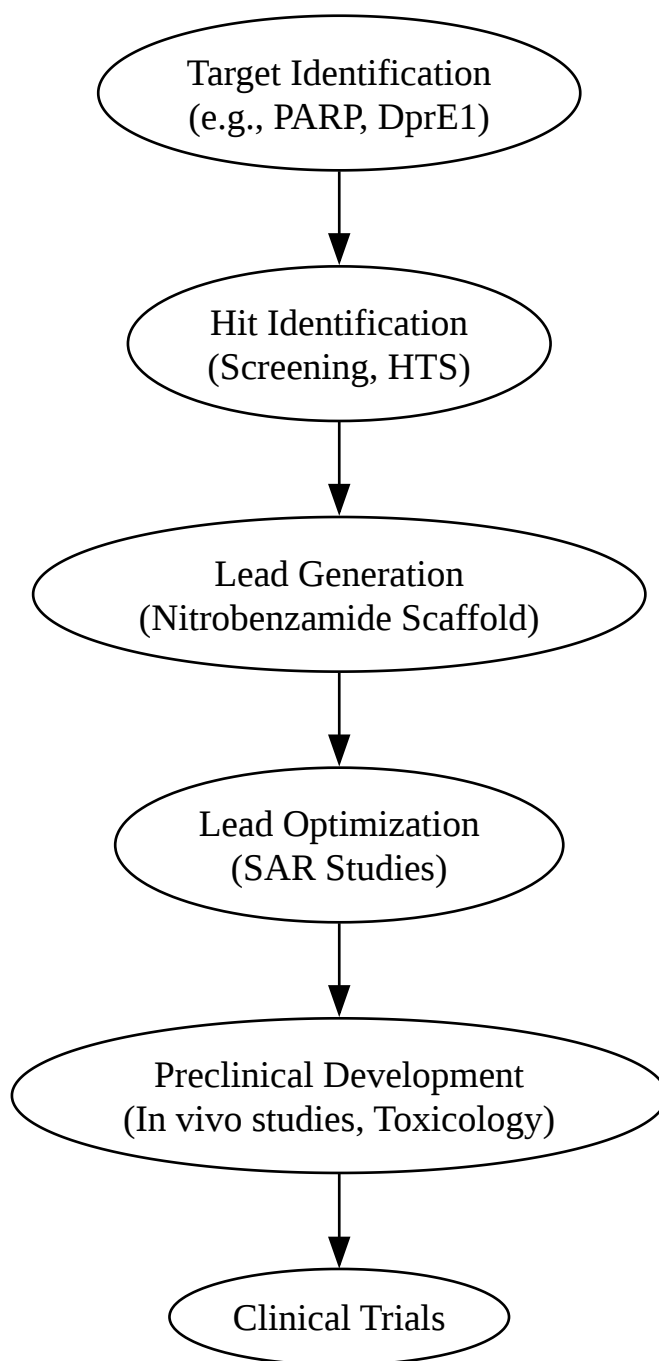 Target Identification
(e.g., PARP, DprE1)
Hit Identification
(Screening, HTS)
Lead Generation
(Nitrobenzamide Scaffold)
Lead Optimization
(SAR Studies)
Preclinical Development
(In vivo studies, Toxicology)
Clinical Trials